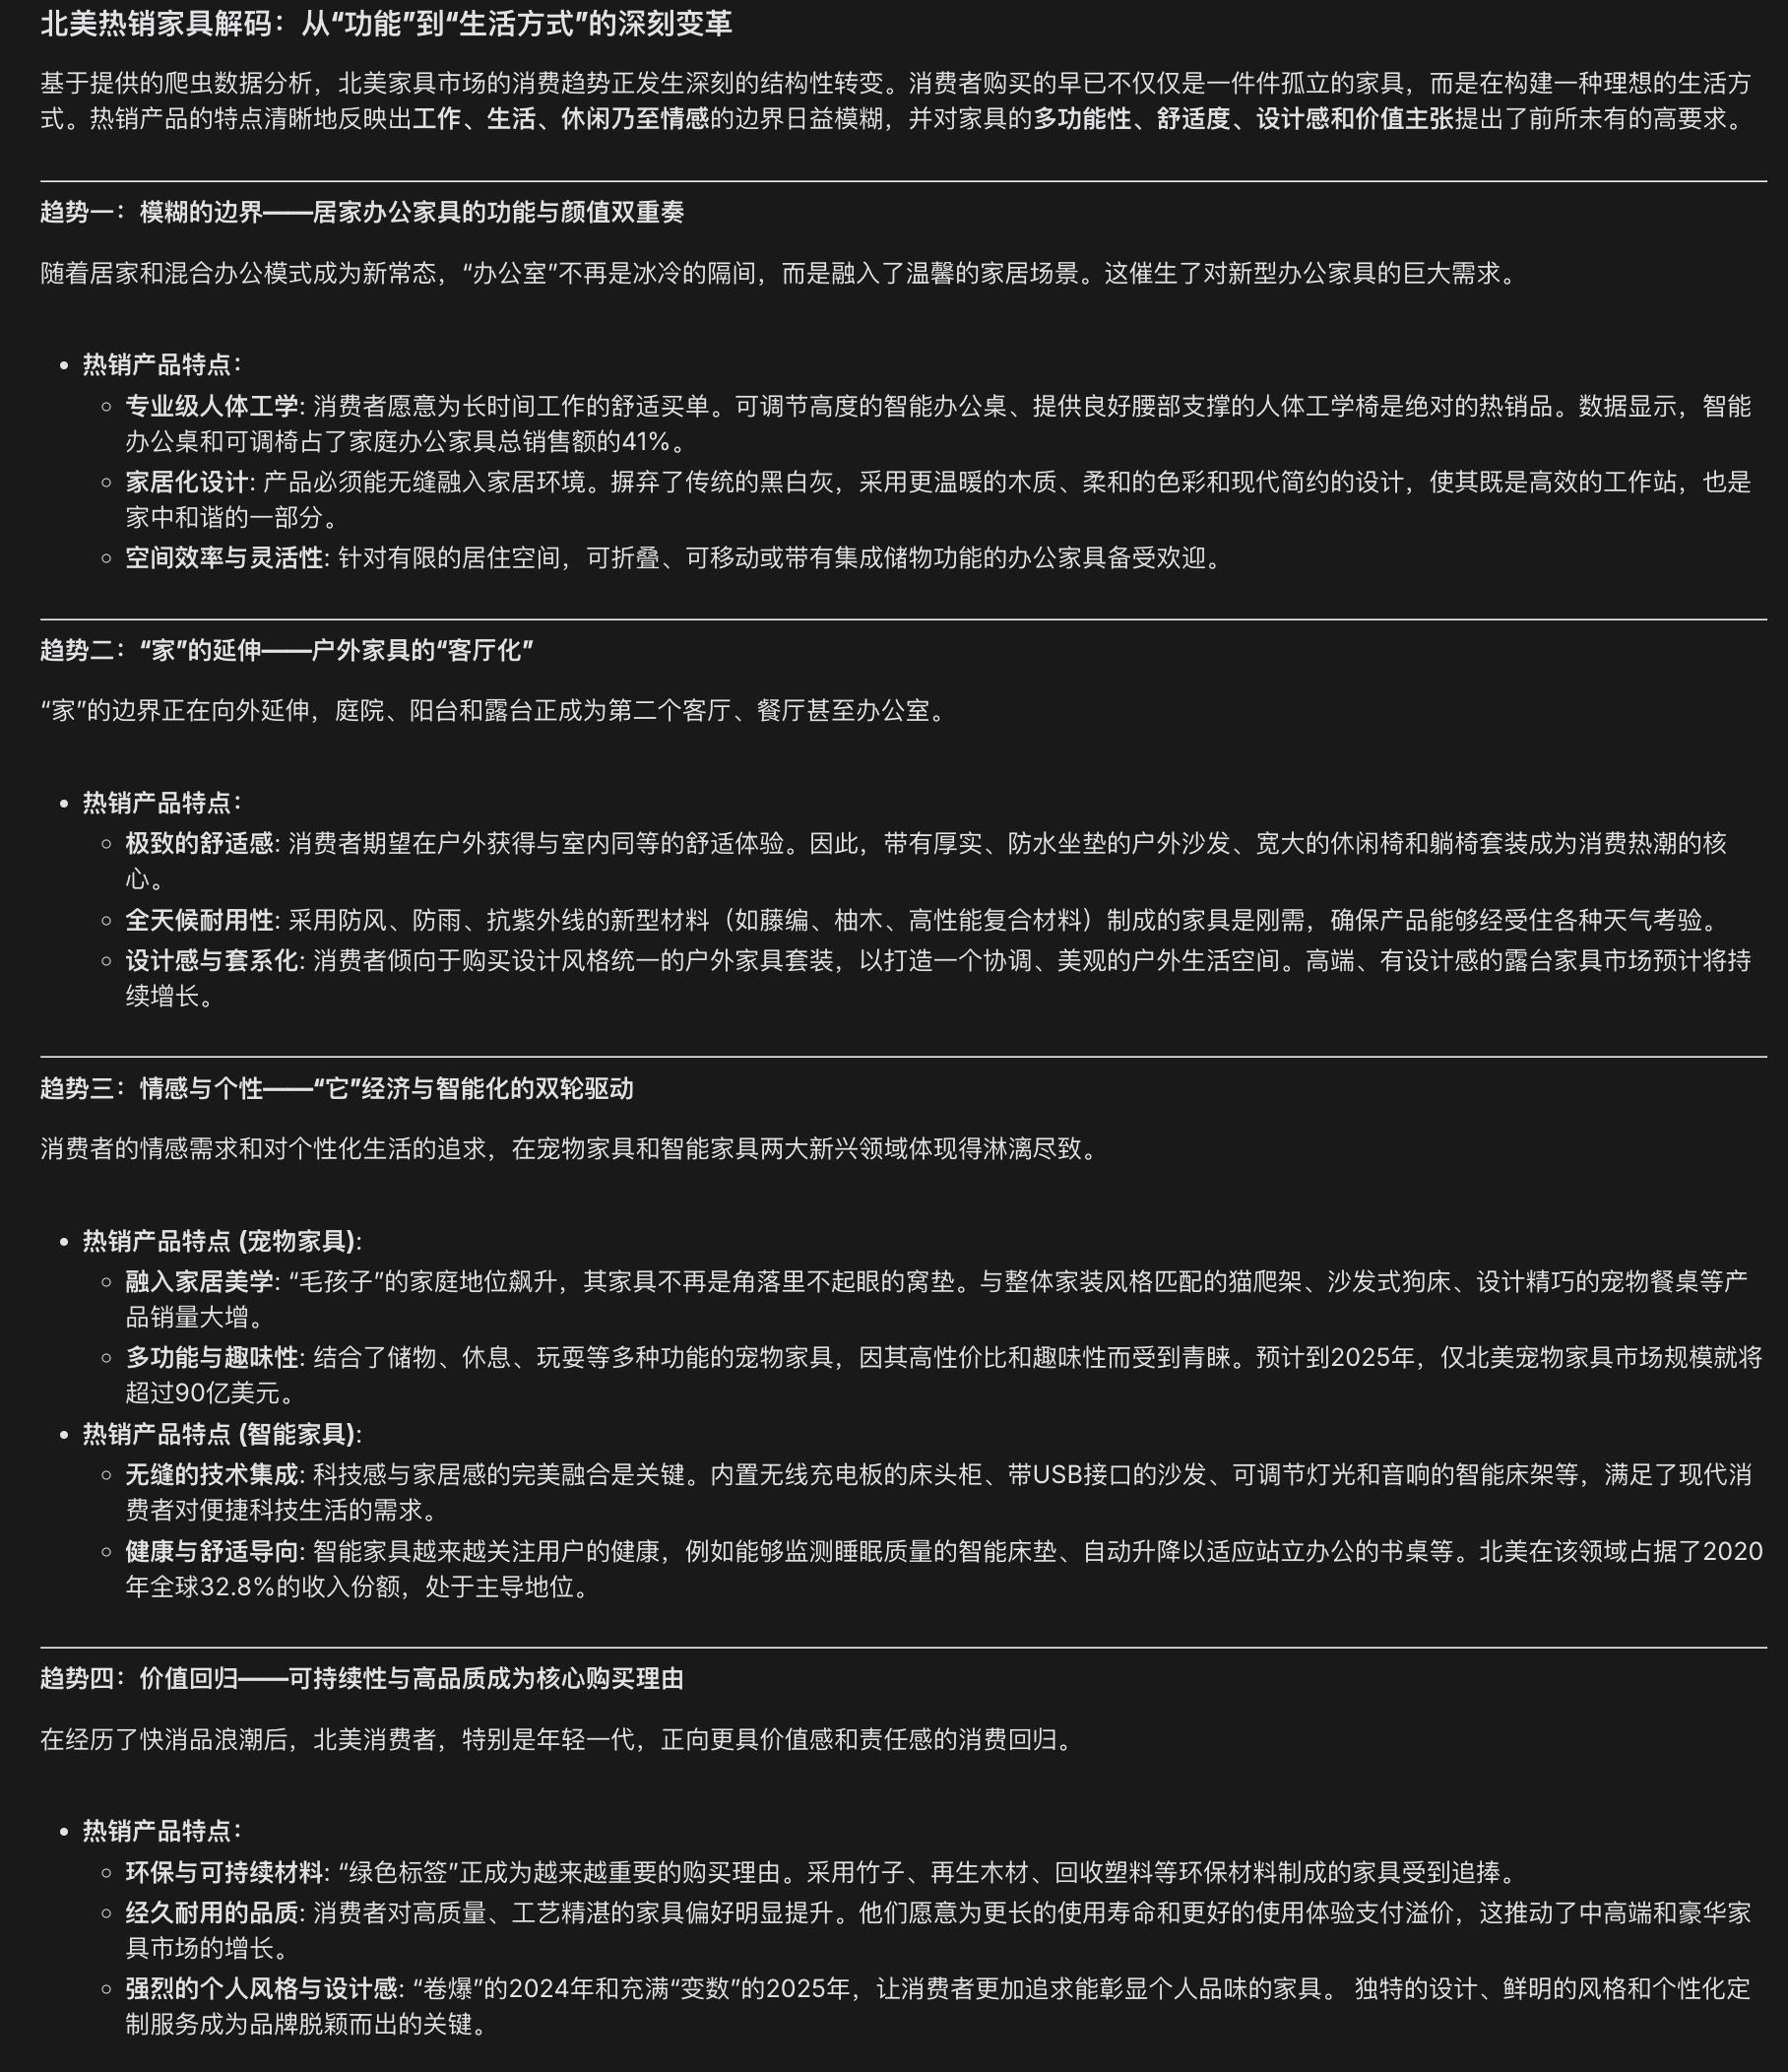 北美热销家具解码：从“功能”到“生活方式”的深刻变革
基于提供的爬虫数据分析，北美家具市场的消费趋势正发生深刻的结构性转变。消费者购买的早已不仅仅是一件件孤立的家具，而是在构建一种理想的生活方
式。热销产品的特点清晰地反映出工作、生活、休闲乃至情感的边界日益模糊，并对家具的多功能性、舒适度、设计感和价值主张提出了前所未有的高要求。
趋势一：模糊的边界——居家办公家具的功能与颜值双重奏
随着居家和混合办公模式成为新常态，“办公室”不再是冰冷的隔间，而是融入了温馨的家居场景。这催生了对新型办公家具的巨大需求。
• 热销产品特点：
◦ 专业级人体工学: 消费者愿意为长时间工作的舒适买单。可调节高度的智能办公桌、提供良好腰部支撑的人体工学椅是绝对的热销品。数据显示，智能
办公桌和可调椅占了家庭办公家具总销售额的41%。
◦ 家居化设计: 产品必须能无缝融入家居环境。摒弃了传统的黑白灰，采用更温暖的木质、柔和的色彩和现代简约的设计，使其既是高效的工作站，也是
家中和谐的一部分。
◦ 空间效率与灵活性: 针对有限的居住空间，可折叠、可移动或带有集成储物功能的办公家具备受欢迎。
趋势二：“家”的延伸——户外家具的“客厅化”
“家”的边界正在向外延伸，庭院、阳台和露台正成为第二个客厅、餐厅甚至办公室。
• 热销产品特点：
◦ 极致的舒适感: 消费者期望在户外获得与室内同等的舒适体验。因此，带有厚实、防水坐垫的户外沙发、宽大的休闲椅和躺椅套装成为消费热潮的核
心。
◦ 全天候耐用性: 采用防风、防雨、抗紫外线的新型材料（如藤编、柚木、高性能复合材料）制成的家具是刚需，确保产品能够经受住各种天气考验。
◦ 设计感与套系化: 消费者倾向于购买设计风格统一的户外家具套装，以打造一个协调、美观的户外生活空间。高端、有设计感的露台家具市场预计将持
续增长。
趋势三：情感与个性——“它”经济与智能化的双轮驱动
消费者的情感需求和对个性化生活的追求，在宠物家具和智能家具两大新兴领域体现得淋漓尽致。
• 热销产品特点 (宠物家具):
◦ 融入家居美学: “毛孩子”的家庭地位飙升，其家具不再是角落里不起眼的窝垫。与整体家装风格匹配的猫爬架、沙发式狗床、设计精巧的宠物餐桌等产
品销量大增。
◦ 多功能与趣味性: 结合了储物、休息、玩耍等多种功能的宠物家具，因其高性价比和趣味性而受到青睐。预计到2025年，仅北美宠物家具市场规模就将
超过90亿美元。
• 热销产品特点 (智能家具):
◦ 无缝的技术集成: 科技感与家居感的完美融合是关键。内置无线充电板的床头柜、带USB接口的沙发、可调节灯光和音响的智能床架等，满足了现代消
费者对便捷科技生活的需求。
◦ 健康与舒适导向: 智能家具越来越关注用户的健康，例如能够监测睡眠质量的智能床垫、自动升降以适应站立办公的书桌等。北美在该领域占据了2020
年全球32.8%的收入份额，处于主导地位。
趋势四：价值回归——可持续性与高品质成为核心购买理由
在经历了快消品浪潮后，北美消费者，特别是年轻一代，正向更具价值感和责任感的消费回归。
• 热销产品特点：
◦ 环保与可持续材料: “绿色标签”正成为越来越重要的购买理由。采用竹子、再生木材、回收塑料等环保材料制成的家具受到追捧。
◦ 经久耐用的品质: 消费者对高质量、工艺精湛的家具偏好明显提升。他们愿意为更长的使用寿命和更好的使用体验支付溢价，这推动了中高端和豪华家
具市场的增长。
◦ 强烈的个人风格与设计感: “卷爆”的2024年和充满“变数”的2025年，让消费者更加追求能彰显个人品味的家具。 独特的设计、鲜明的风格和个性化定
制服务成为品牌脱颖而出的关键。